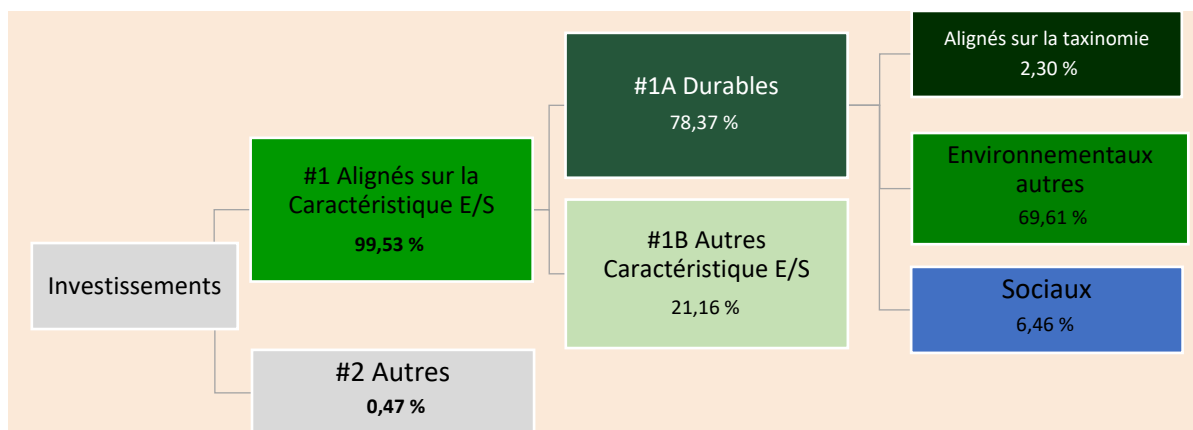 Investissements
#1 Alignés sur la
Caractéristique E/S
99,53 %
#2 Autres
0,47 %
#1A Durables
78,37 %
#1B Autres
Caractéristique E/S
21,16 %
Alignés sur la taxinomie
2,30 %
Environnementaux
autres
69,61 %
Sociaux
6,46 %